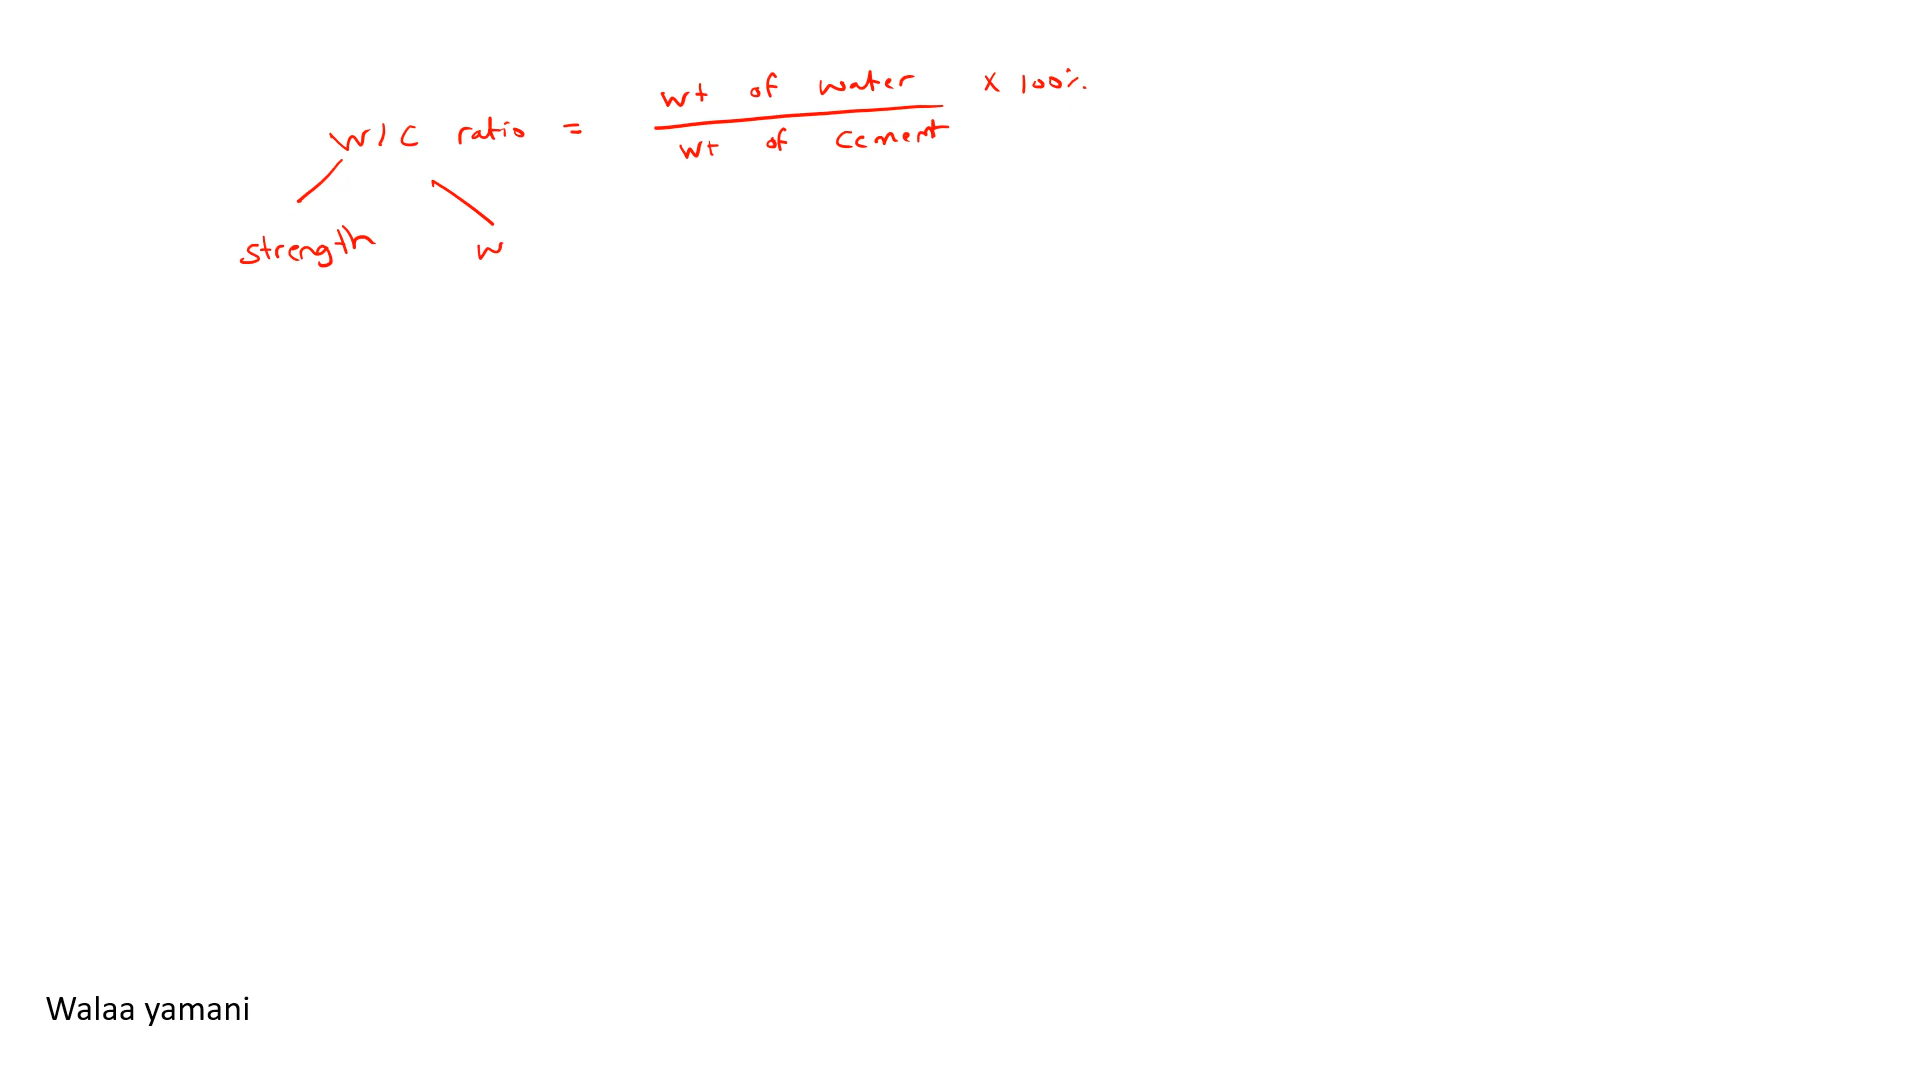 wt of water x 100%
W/C ratio =
wt of cement
strength w
Walaa yamani